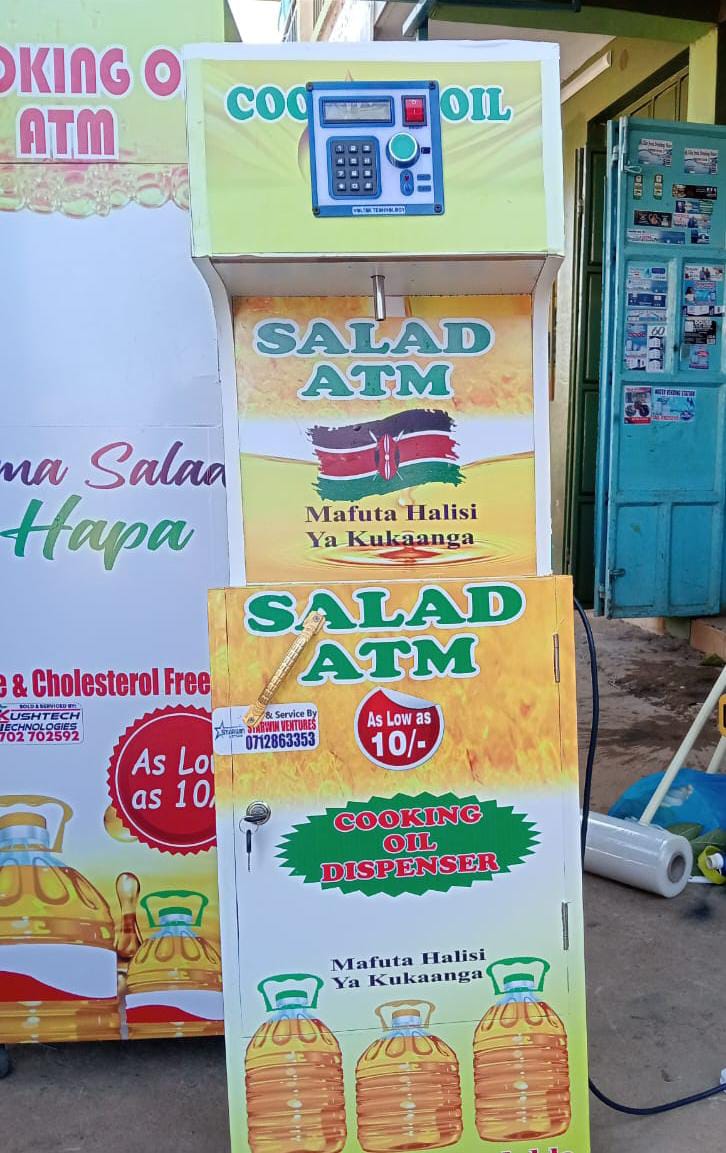 OKING O
ATM
ma Salad
Hapa
e & Cholesterol Free
SOLD & SERVICED BY:
KUSHTECH
TECHNOLOGIES
702 702592
As Lo
as 10/
COO OIL
SALAD
ATM
Mafuta Halisi
Ya Kukaanga
SALAD
ATM
& Service By
STARWIN VENTURES
0712863353
As Low as
10/-
COOKING
OIL
DISPENSER
Mafuta Halisi
Ya Kukaanga